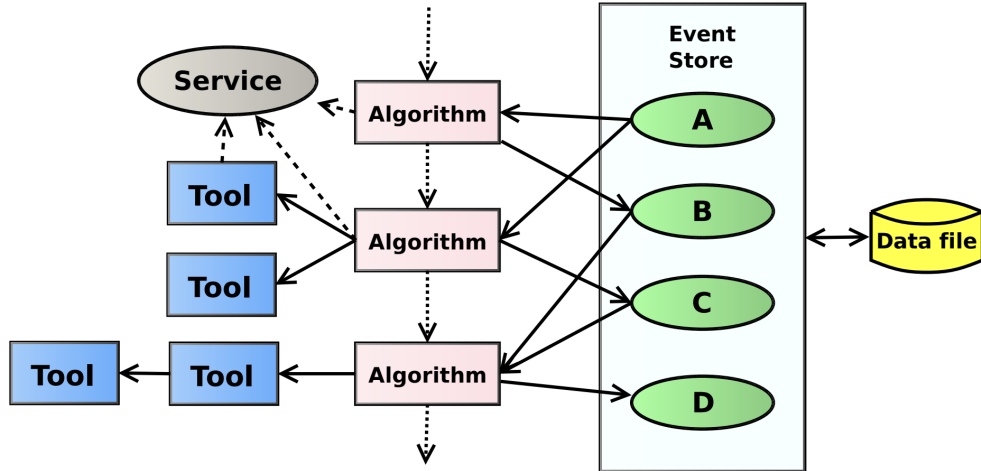 Event
Store
Service
Algorithm
A
Tool
B
Algorithm
Data file
Tool
C
Tool
Tool
Algorithm
D